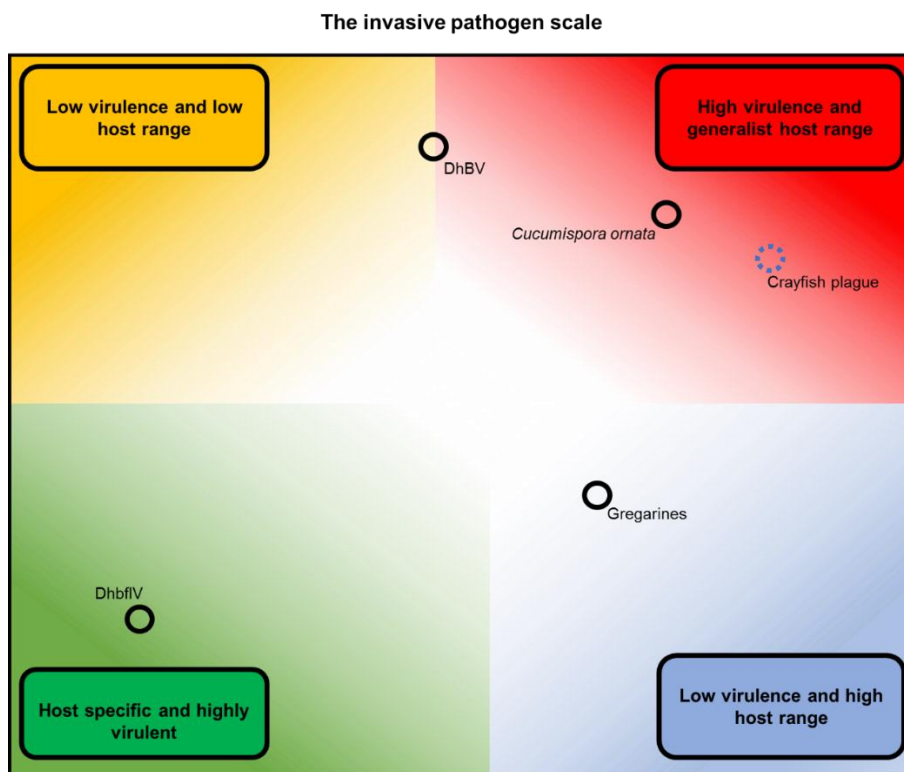 The invasive pathogen scale
Low virulence and low
host range
High virulence and
generalist host range
DhBV
Cucumispora ornata
Crayfish plague
Gregarines
DhbflV
Host specific and highly
virulent
Low virulence and high
host range